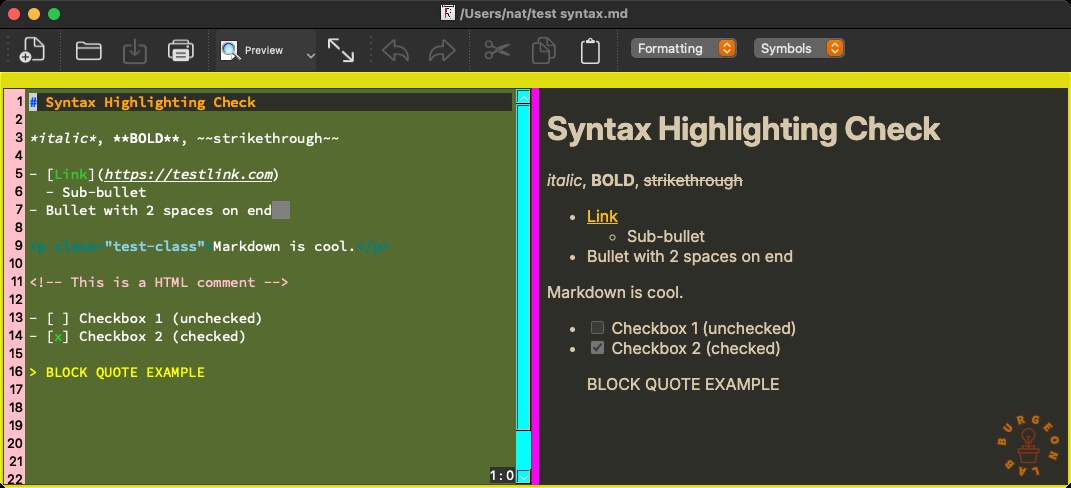 /Users/nat/test syntax.md
Preview
Formatting
Symbols
1 # Syntax Highlighting Check
2
3 *italic*, **BOLD**, ~~strikethrough~~
4
5 - [Link](https://testlink.com)
6   - Sub-bullet
7 - Bullet with 2 spaces on end
8
9 <p class="test-class">Markdown is cool.</p>
10
11 <!-- This is a HTML comment -->
12
13 - [ ] Checkbox 1 (unchecked)
14 - [x] Checkbox 2 (checked)
15
16 > BLOCK QUOTE EXAMPLE
17
18
19
20
21
22
1:0
Syntax Highlighting Check
italic, BOLD, strikethrough
Link
Sub-bullet
Bullet with 2 spaces on end
Markdown is cool.
Checkbox 1 (unchecked)
Checkbox 2 (checked)
BLOCK QUOTE EXAMPLE
BURGEON LAB